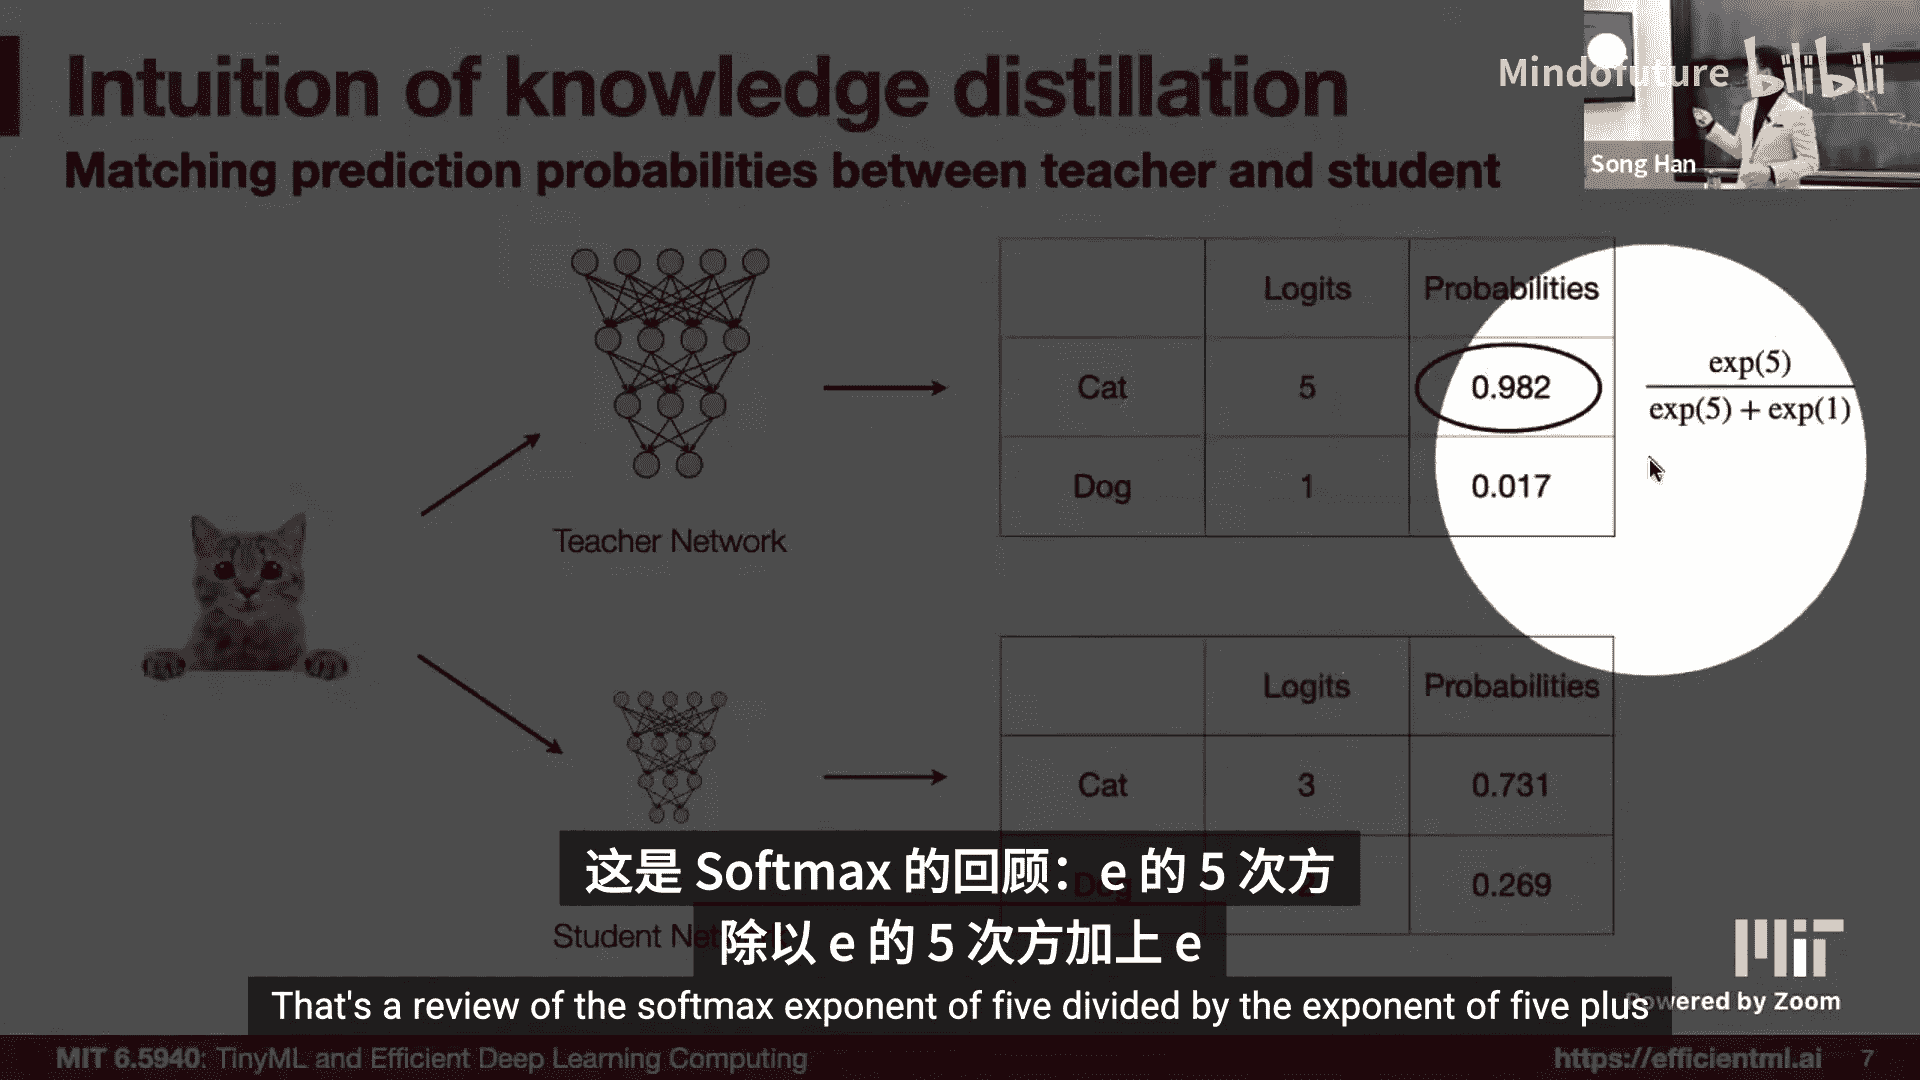 Intuition of knowledge distillation
Matching prediction probabilities between teacher and student
Mindofuture bilibili
Song Han
Logits Probabilities
Cat 5 0.982
Dog 1 0.017
exp(5)
exp(5) + exp(1)
Teacher Network
Logits Probabilities
Cat 3 0.731
Dog 0.269
Student Net
这是 Softmax 的回顾：e 的 5 次方
除以 e 的 5 次方加上 e
That's a review of the softmax exponent of five divided by the exponent of five plus
MIT
Powered by Zoom
MIT 6.5940: TinyML and Efficient Deep Learning Computing
https://efficientml.ai 7